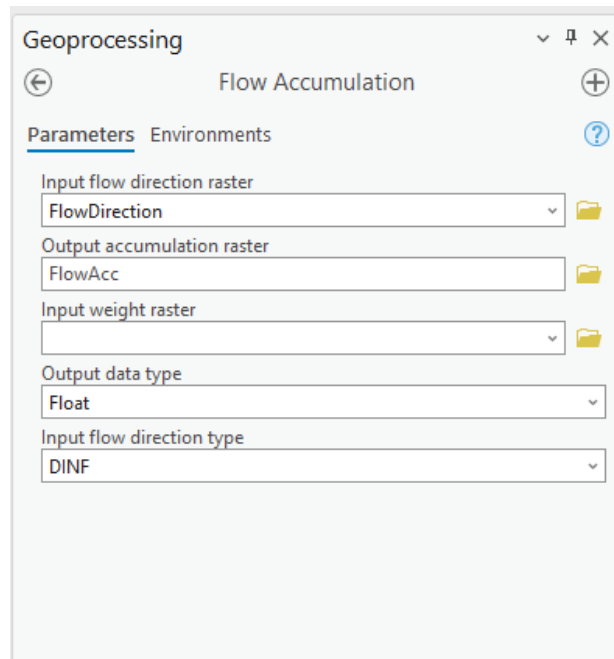 Geoprocessing
Flow Accumulation
Parameters Environments
?
Input flow direction raster
FlowDirection
Output accumulation raster
FlowAcc
Input weight raster
Output data type
Float
Input flow direction type
DINF